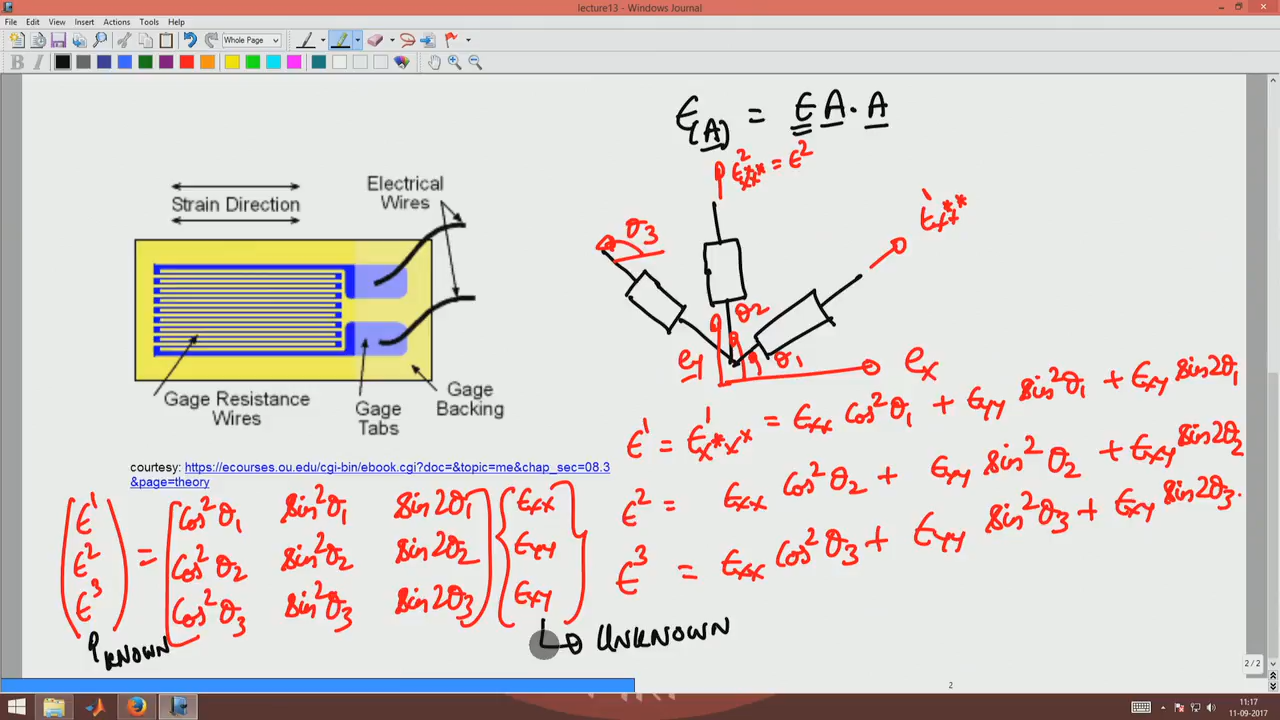 lecture13 - Windows Journal
File Edit View Insert Actions Tools Help
Whole Page
B I
ϵ(A) = ϵ A · A
ϵ²x*x* = ϵ²
ϵ¹x*x*
θ3
θ2
θ1
ey
ex
Strain Direction
Electrical
Wires
Gage Resistance
Wires
Gage
Tabs
Gage
Backing
courtesy: https://ecourses.ou.edu/cgi-bin/ebook.cgi?doc=&topic=me&chap_sec=08.3
&page=theory
ϵ¹ = ϵ¹x*x* = ϵxx cos²θ1 + ϵyy sin²θ1 + ϵxy sin2θ1
ϵ² = ϵxx cos²θ2 + ϵyy sin²θ2 + ϵxy sin2θ2
ϵ³ = ϵxx cos²θ3 + ϵyy sin²θ3 + ϵxy sin2θ3.
ϵ¹ cos²θ1 sin²θ1 sin2θ1 ϵxx
ϵ² = cos²θ2 sin²θ2 sin2θ2 ϵyy
ϵ³ cos²θ3 sin²θ3 sin2θ3 ϵxy
KNOWN
UNKNOWN
2
2 / 2
11:17
11-09-2017